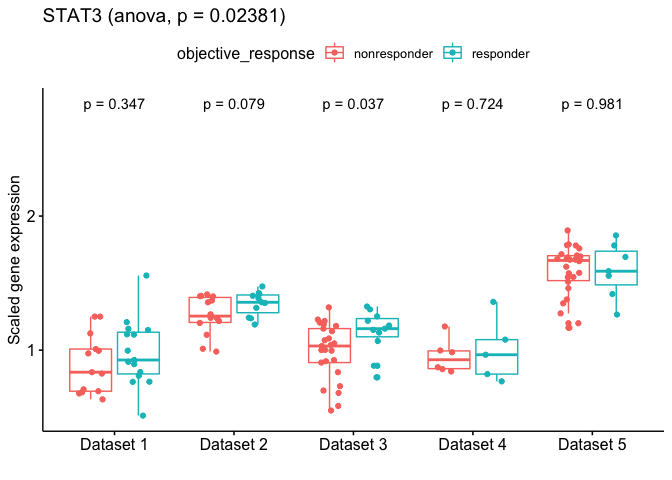 STAT3 (anova, p = 0.02381)
objective_response nonresponder responder
p = 0.347 p = 0.079 p = 0.037 p = 0.724 p = 0.981
Scaled gene expression
2
1
Dataset 1 Dataset 2 Dataset 3 Dataset 4 Dataset 5